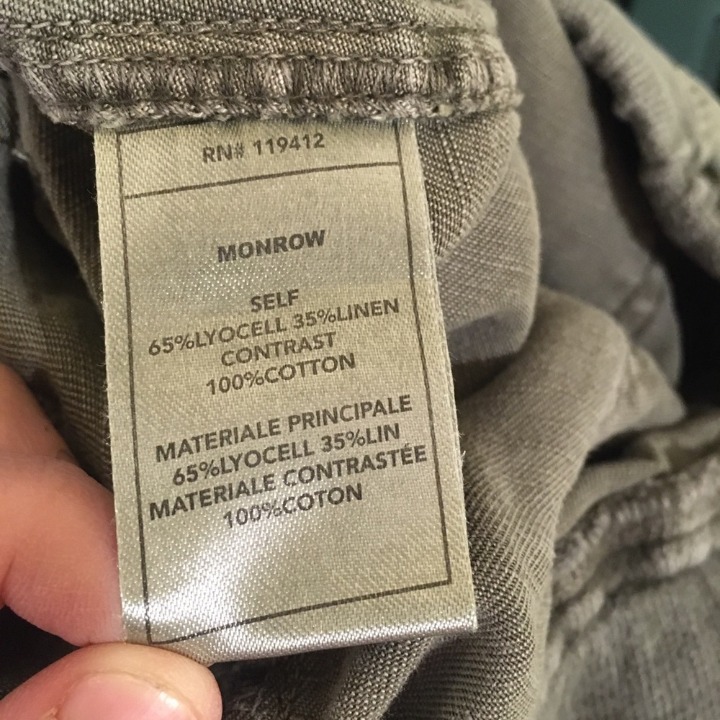 RN# 119412
MONROW
SELF
65%LYOCELL 35%LINEN
CONTRAST
100%COTTON
MATERIALE PRINCIPALE
65%LYOCELL 35%LIN
MATERIALE CONTRASTÉE
100%COTON